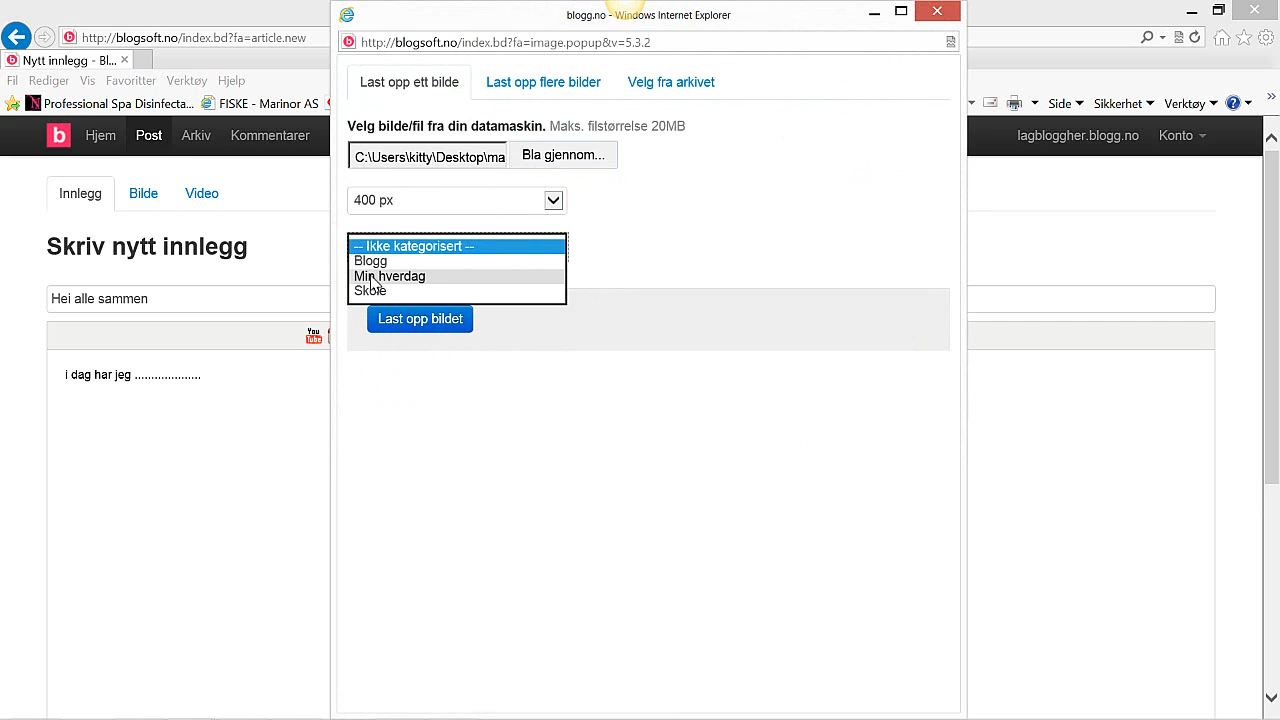 blogg.no - Windows Internet Explorer
http://blogsoft.no/index.bd?fa=article.new
http://blogsoft.no/index.bd?fa=image.popup&v=5.3.2
Nytt innlegg - Bl...
Fil Rediger Vis Favoritter Verktøy Hjelp
Professional Spa Disinfecta... FISKE - Marinor AS
Side Sikkerhet Verktøy
b Hjem Post Arkiv Kommentarer
lagbloggher.blogg.no Konto
Innlegg Bilde Video
Skriv nytt innlegg
Hei alle sammen
You Tube
i dag har jeg ....................
Last opp ett bilde Last opp flere bilder Velg fra arkivet
Velg bilde/fil fra din datamaskin. Maks. filstørrelse 20MB
C:\Users\kitty\Desktop\ma Bla gjennom...
400 px
-- Ikke kategorisert --
Blogg
Min hverdag
Skole
Last opp bildet